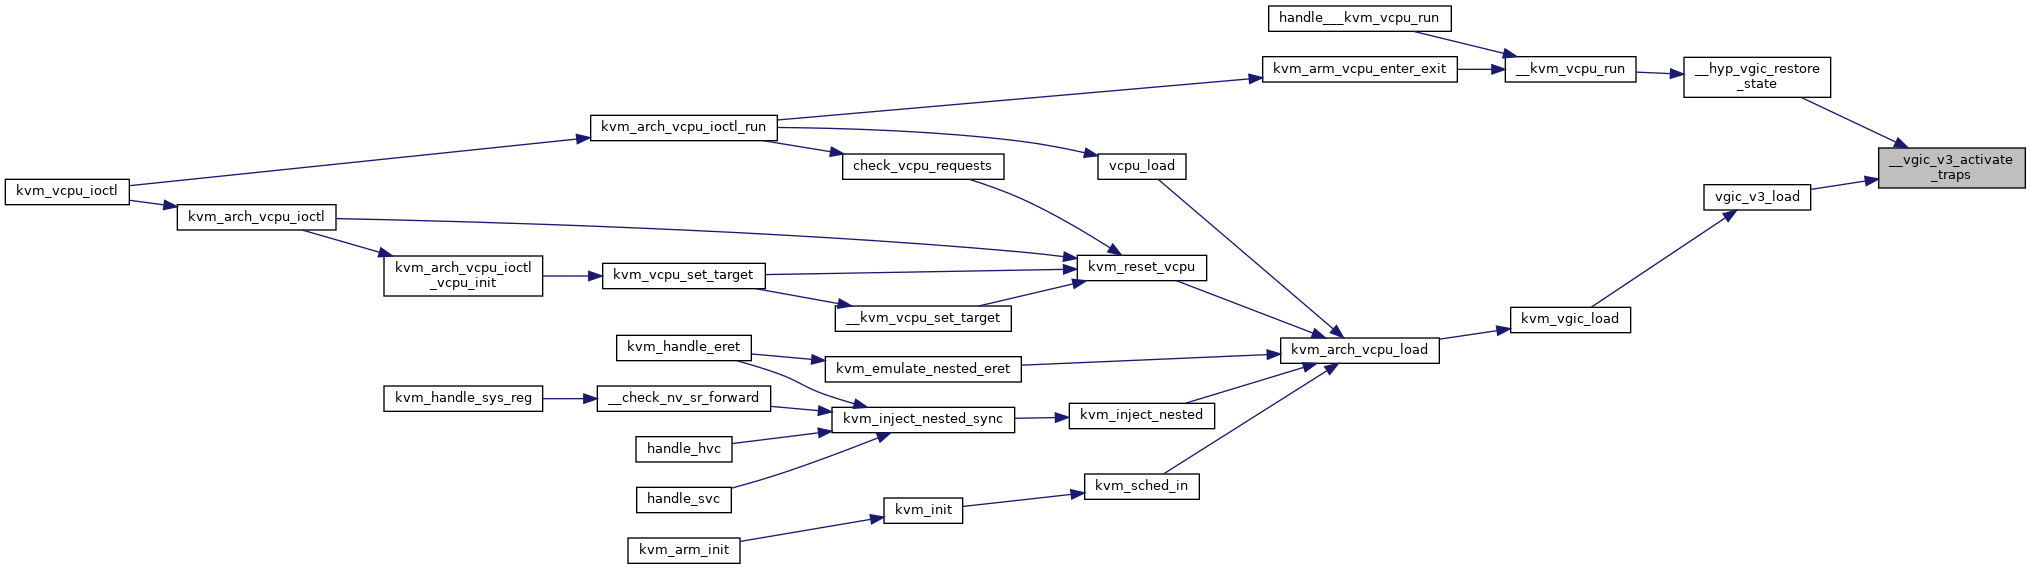 handle___kvm_vcpu_run
kvm_arm_vcpu_enter_exit
__kvm_vcpu_run
__hyp_vgic_restore
_state
kvm_arch_vcpu_ioctl_run
check_vcpu_requests
vcpu_load
__vgic_v3_activate
_traps
kvm_vcpu_ioctl
kvm_arch_vcpu_ioctl
vgic_v3_load
kvm_arch_vcpu_ioctl
_vcpu_init
kvm_vcpu_set_target
kvm_reset_vcpu
__kvm_vcpu_set_target
kvm_vgic_load
kvm_handle_eret
kvm_emulate_nested_eret
kvm_arch_vcpu_load
kvm_handle_sys_reg
__check_nv_sr_forward
kvm_inject_nested_sync
kvm_inject_nested
handle_hvc
handle_svc
kvm_sched_in
kvm_init
kvm_arm_init